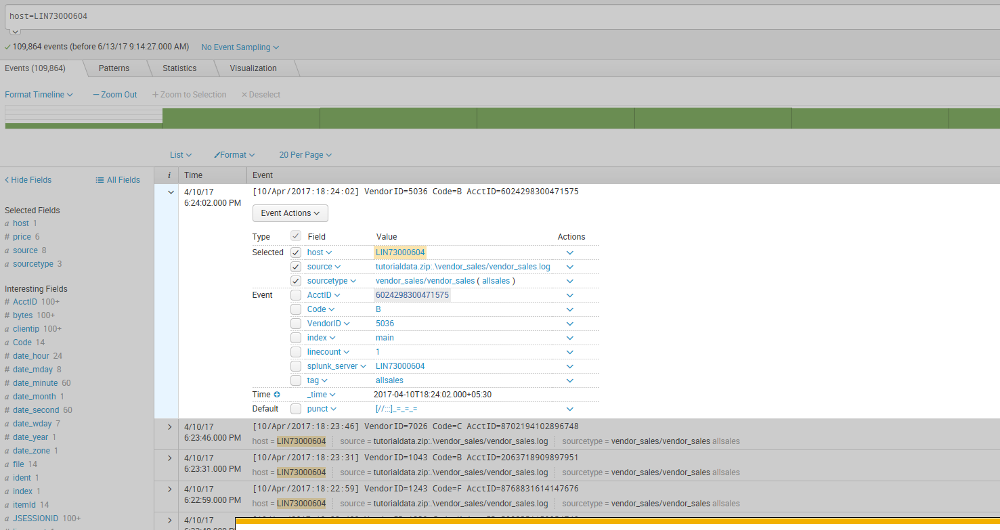 host=LIN73000604
109,864 events (before 6/13/17 9:14:27.000 AM) No Event Sampling
Events (109,864) Patterns Statistics Visualization
Format Timeline — Zoom Out + Zoom to Selection × Deselect
List Format 20 Per Page
Hide Fields All Fields
i Time Event
Selected Fields
a host 1
# price 6
a source 8
a sourcetype 3
Interesting Fields
# AcctID 100+
# bytes 100+
a clientip 100+
a Code 14
# date_hour 24
# date_mday 8
# date_minute 60
a date_month 1
# date_second 60
a date_wday 7
# date_year 1
a date_zone 1
a file 14
a ident 1
a index 1
a itemId 14
a JSESSIONID 100+
4/10/17
6:24:02.000 PM
[10/Apr/2017:18:24:02] VendorID=5036 Code=B AcctID=6024298300471575
Event Actions
Type Field Value Actions
Selected host LIN73000604
source tutorialdata.zip:.\vendor_sales/vendor_sales.log
sourcetype vendor_sales/vendor_sales ( allsales )
Event AcctID 6024298300471575
Code B
VendorID 5036
index main
linecount 1
splunk_server LIN73000604
tag allsales
Time _time 2017-04-10T18:24:02.000+05:30
Default punct [//:::]_=_=_=
4/10/17
6:23:46.000 PM
[10/Apr/2017:18:23:46] VendorID=7026 Code=C AcctID=8702194102896748
host = LIN73000604 source = tutorialdata.zip:.\vendor_sales/vendor_sales.log sourcetype = vendor_sales/vendor_sales allsales
4/10/17
6:23:31.000 PM
[10/Apr/2017:18:23:31] VendorID=1043 Code=B AcctID=2063718909897951
host = LIN73000604 source = tutorialdata.zip:.\vendor_sales/vendor_sales.log sourcetype = vendor_sales/vendor_sales allsales
4/10/17
6:22:59.000 PM
[10/Apr/2017:18:22:59] VendorID=1243 Code=F AcctID=8768831614147676
host = LIN73000604 source = tutorialdata.zip:.\vendor_sales/vendor_sales.log sourcetype = vendor_sales/vendor_sales allsales
4/10/17